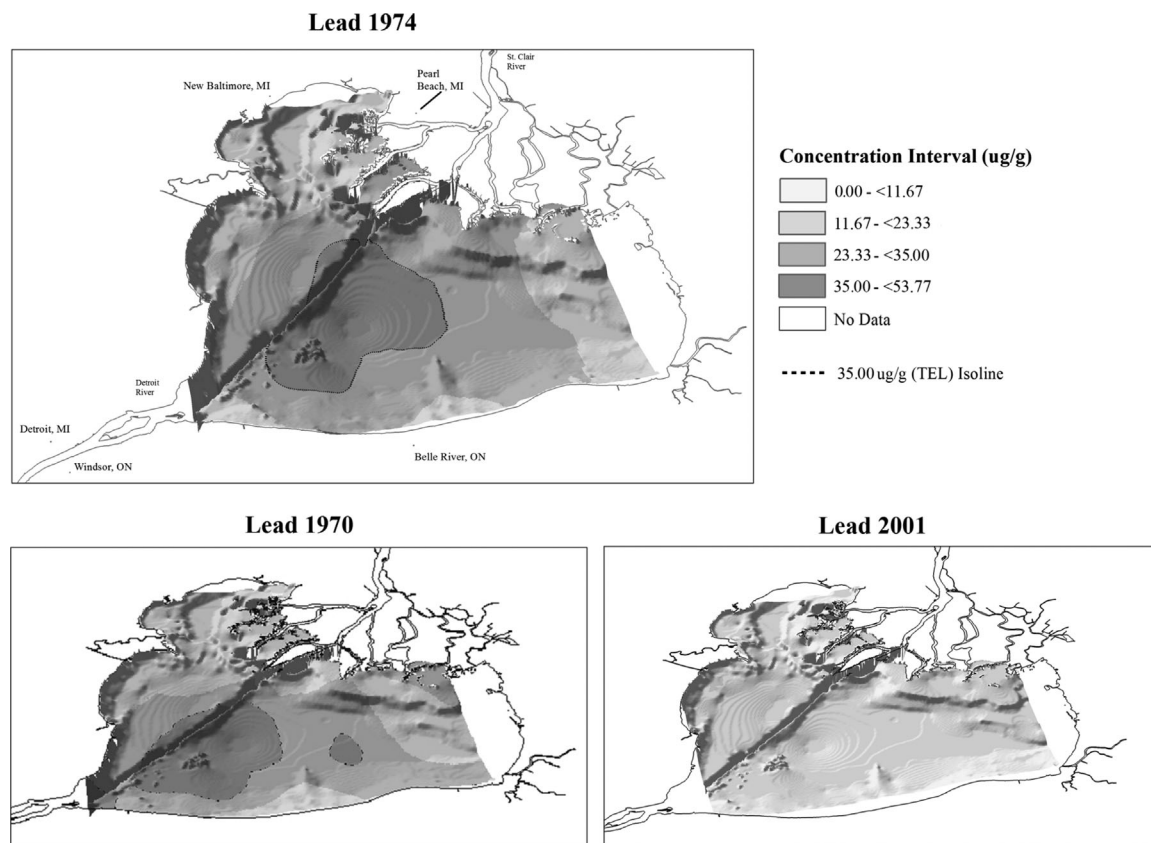 Lead 1974
St. Clair
River
Pearl
Beach, MI
New Baltimore, MI
Detroit
River
Detroit, MI
Windsor, ON
Belle River, ON
Concentration Interval (ug/g)
0.00 - <11.67
11.67 - <23.33
23.33 - <35.00
35.00 - <53.77
No Data
35.00 ug/g (TEL) Isoline
Lead 1970
Lead 2001